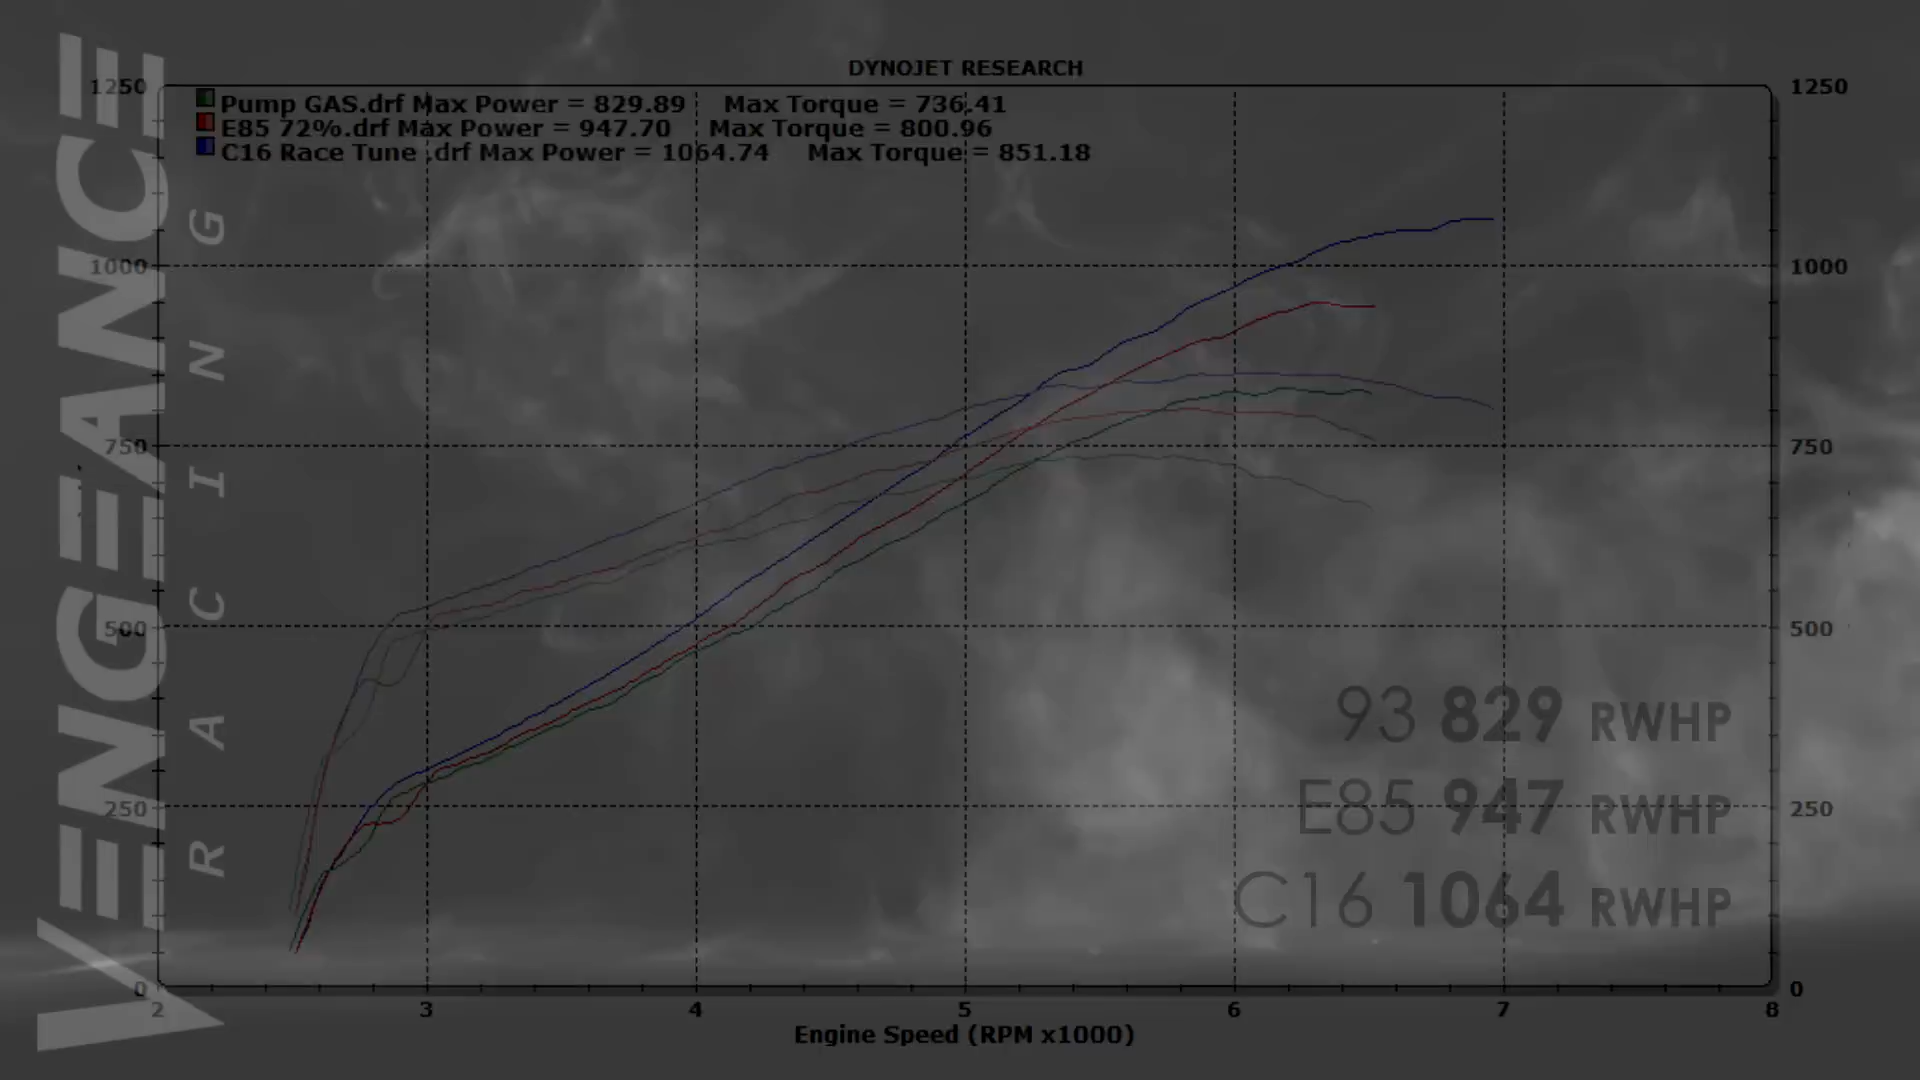 VENGEANCE
RACING
DYNOJET RESEARCH
Pump GAS.drf Max Power = 829.89 Max Torque = 736.41
E85 72%.drf Max Power = 947.70 Max Torque = 800.96
C16 Race Tune .drf Max Power = 1064.74 Max Torque = 851.18
1250 1250
1000 1000
750 750
500 500
250 250
0 0
93 829 RWHP
E85 947 RWHP
C16 1064 RWHP
2 3 4 5 6 7 8
Engine Speed (RPM x1000)